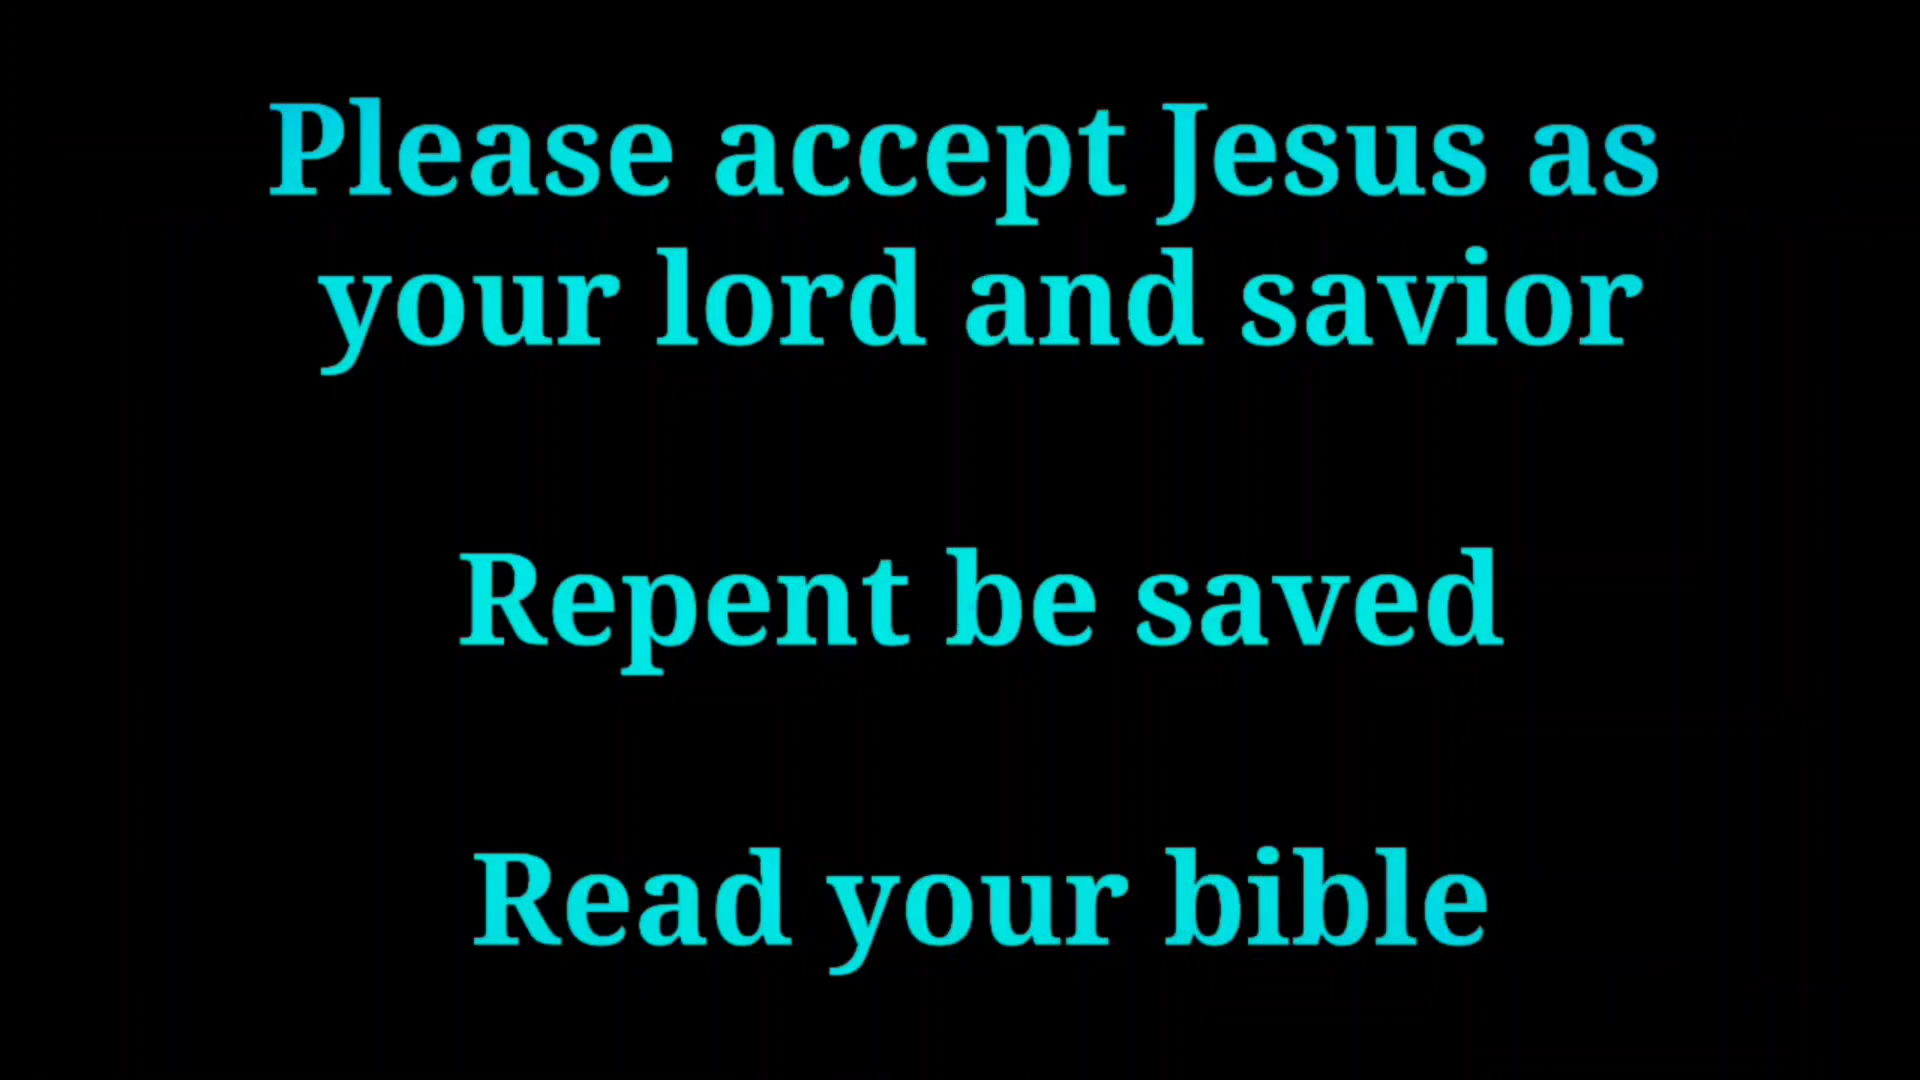 Please accept Jesus as
your lord and savior
Repent be saved
Read your bible